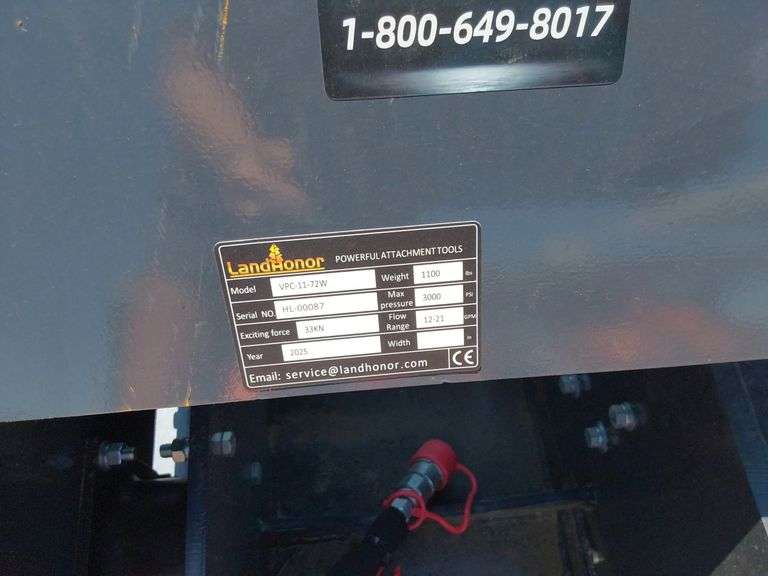 1-800-649-8017
LandHonor POWERFUL ATTACHMENT TOOLS
Model VPC-11-72W Weight 1100 lbs
Serial NO. HL-00087 Max pressure 3000 PSI
Exciting force 33KN Flow Range 12-21 GPM
Year 2025 Width in
Email: service@landhonor.com CE